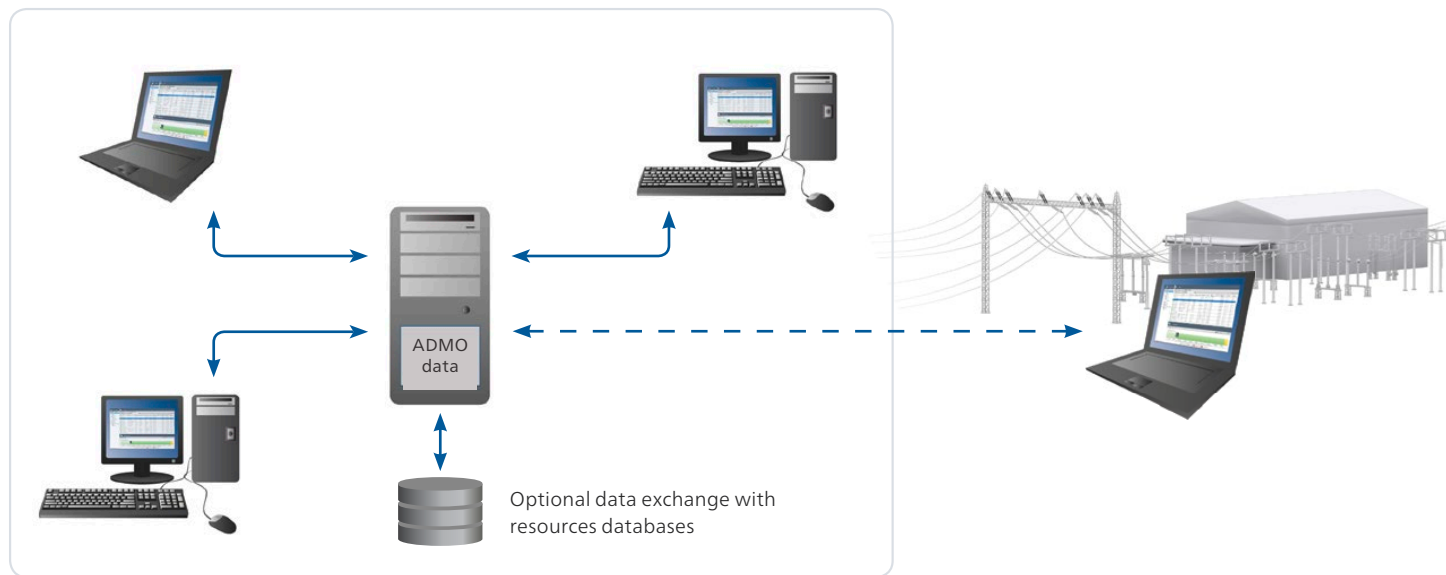 ADMO
data
Optional data exchange with
resources databases